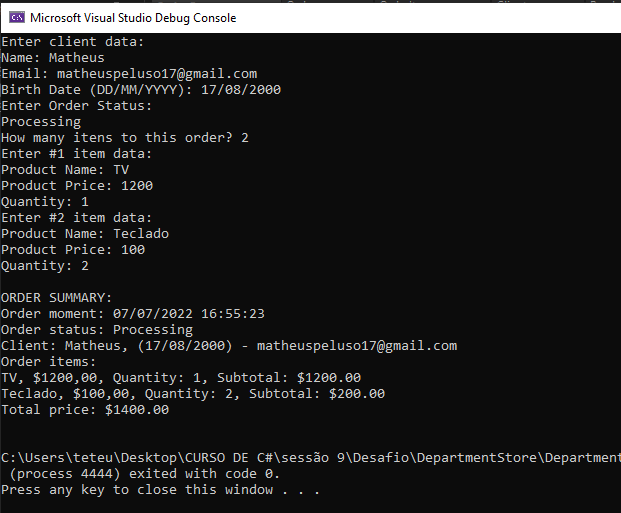 Microsoft Visual Studio Debug Console
Enter client data:
Name: Matheus
Email: matheuspeluso17@gmail.com
Birth Date (DD/MM/YYYY): 17/08/2000
Enter Order Status:
Processing
How many itens to this order? 2
Enter #1 item data:
Product Name: TV
Product Price: 1200
Quantity: 1
Enter #2 item data:
Product Name: Teclado
Product Price: 100
Quantity: 2
ORDER SUMMARY:
Order moment: 07/07/2022 16:55:23
Order status: Processing
Client: Matheus, (17/08/2000) - matheuspeluso17@gmail.com
Order items:
TV, $1200,00, Quantity: 1, Subtotal: $1200.00
Teclado, $100,00, Quantity: 2, Subtotal: $200.00
Total price: $1400.00
C:\Users\teteu\Desktop\CURSO DE C#\sessão 9\Desafio\DepartmentStore\Department
(process 4444) exited with code 0.
Press any key to close this window . . .